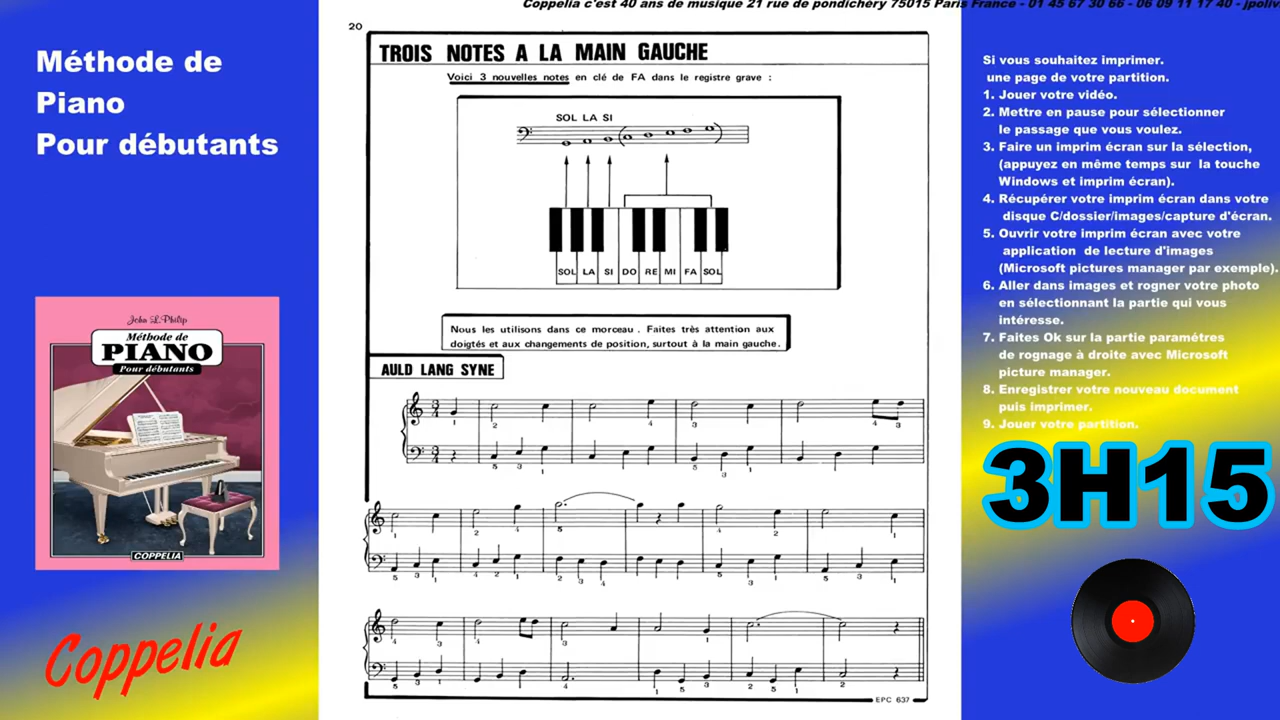 Coppelia c'est 40 ans de musique 21 rue de pondichéry 75015 Paris France - 01 45 67 30 66 - 06 09 11 17 40 -
Méthode de
Piano
Pour débutants
John L.Philip
Méthode de
PIANO
Pour débutants
COPPELIA
Coppelia
20
TROIS NOTES A LA MAIN GAUCHE
Voici 3 nouvelles notes en clé de FA dans le registre grave :
SOL LA SI
SOL LA SI DO RE MI FA SOL
Nous les utilisons dans ce morceau . Faites très attention aux
doigtés et aux changements de position, surtout à la main gauche.
AULD LANG SYNE
EPC 637
Si vous souhaitez imprimer.
une page de votre partition.
1. Jouer votre vidéo.
2. Mettre en pause pour sélectionner
le passage que vous voulez.
3. Faire un imprim écran sur la sélection,
(appuyez en même temps sur la touche
Windows et imprim écran).
4. Récupérer votre imprim écran dans votre
disque C/dossier/images/capture d'écran.
5. Ouvrir votre imprim écran avec votre
application de lecture d'images
(Microsoft pictures manager par exemple).
6. Aller dans images et rogner votre photo
en sélectionnant la partie qui vous
intéresse.
7. Faites Ok sur la partie paramétres
de rognage à droite avec Microsoft
picture manager.
8. Enregistrer votre nouveau document
puis imprimer.
9. Jouer votre partition.
3H15